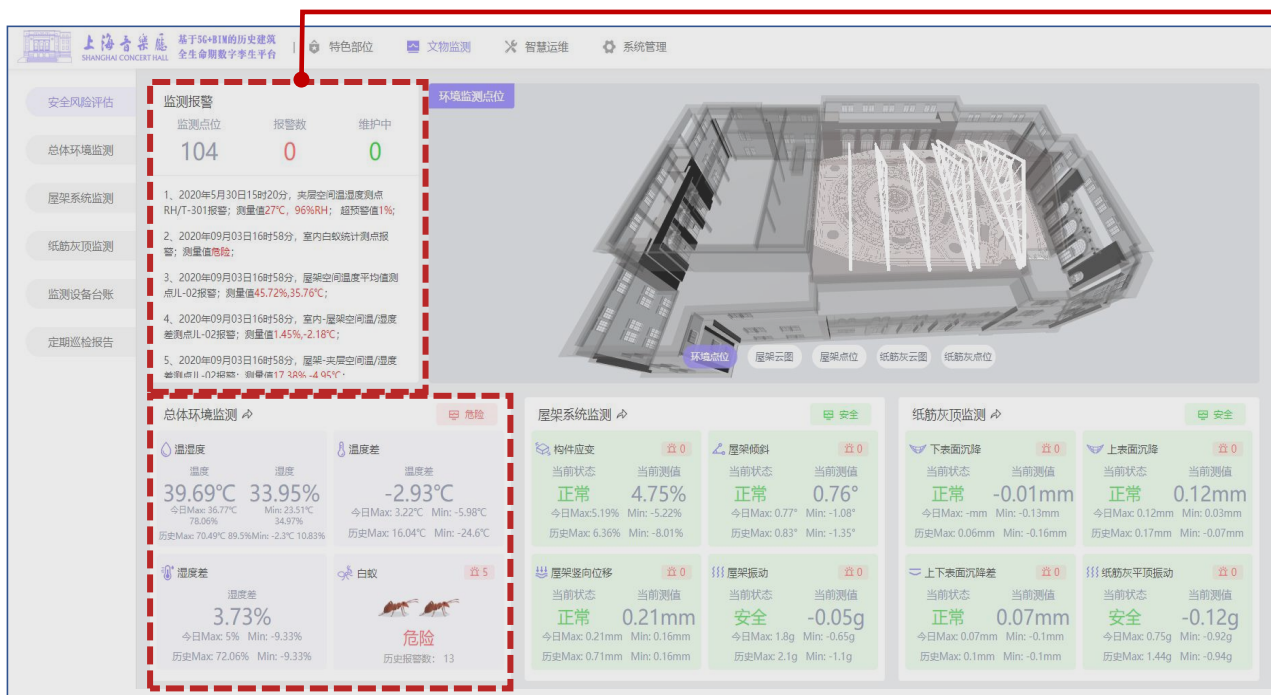 上海音乐厅
SHANGHAI CONCERT HALL
基于5G+BIM的历史建筑
全生命期数字孪生平台
特色部位
文物监测
智慧运维
系统管理
安全风险评估
总体环境监测
屋架系统监测
纸筋灰顶监测
监测设备台账
定期巡检报告
监测报警
监测点位 报警数 维护中
104 0 0
1、2020年5月30日15时20分，夹层空间温湿度测点
RH/T-301报警；测量值27℃，96%RH； 超预警值1%;
2、2020年09月03日16时58分，室内白蚁统计测点报
警；测量值危险；
3、2020年09月03日16时58分，屋架空间温度平均值测
点JL-02报警；测量值45.72%,35.76℃；
4、2020年09月03日16时58分，室内-屋架空间温/湿度
差测点JL-02报警；测量值1.45%,-2.18℃；
5、2020年09月03日16时58分，屋架-夹层空间温/湿度
差测点JL-02报警；测量值17.38%,-4.95℃；
环境监测点位
环境点位
屋架云图
屋架点位
纸筋灰云图
纸筋灰点位
总体环境监测
危险
温湿度
温度 湿度
39.69℃ 33.95%
今日Max: 36.77℃ Min: 23.51℃
78.06% 34.97%
历史Max: 70.49℃ 89.5%Min: -2.3℃ 10.83%
温度差
温度差
-2.93℃
今日Max: 3.22℃ Min: -5.98℃
历史Max: 16.04℃ Min: -24.6℃
湿度差
湿度差
3.73%
今日Max: 5% Min: -9.33%
历史Max: 72.06% Min: -9.33%
白蚁
5
危险
历史报警数： 13
屋架系统监测
安全
构件应变
0
当前状态 当前测值
正常 4.75%
今日Max:5.19% Min: -5.22%
历史Max: 6.36% Min: -8.01%
屋架倾斜
0
当前状态 当前测值
正常 0.76°
今日Max: 0.77° Min: -1.08°
历史Max: 0.83° Min: -1.35°
屋架竖向位移
0
当前状态 当前测值
正常 0.21mm
今日Max: 0.21mm Min: 0.16mm
历史Max: 0.71mm Min: 0.16mm
屋架振动
0
当前状态 当前测值
安全 -0.05g
今日Max: 1.8g Min: -0.65g
历史Max: 2.1g Min: -1.1g
纸筋灰顶监测
安全
下表面沉降
0
当前状态 当前测值
正常 -0.01mm
今日Max: -mm Min: -0.13mm
历史Max: 0.06mm Min: -0.16mm
上表面沉降
0
当前状态 当前测值
正常 0.12mm
今日Max: 0.12mm Min: 0.03mm
历史Max: 0.17mm Min: -0.07mm
上下表面沉降差
0
当前状态 当前测值
正常 0.07mm
今日Max: 0.07mm Min: -0.1mm
历史Max: 0.1mm Min: -0.1mm
纸筋灰平顶振动
0
当前状态 当前测值
安全 -0.12g
今日Max: 0.75g Min: -0.92g
历史Max: 1.44g Min: -0.94g